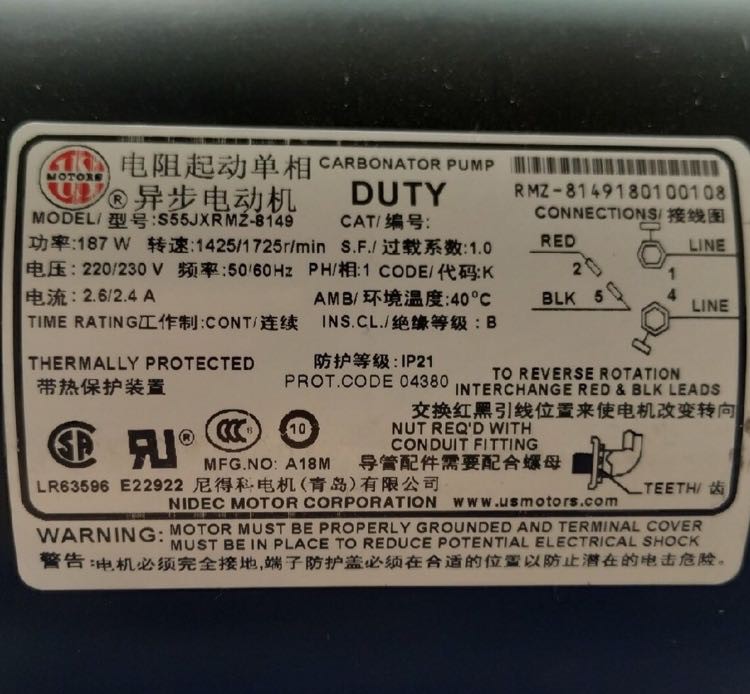 US
MOTORS
®
电阻起动单相
异步电动机
CARBONATOR PUMP
DUTY
RMZ-8149180100108
MODEL/ 型号:S55JXRMZ-8149
CAT/编号:
CONNECTIONS/接线图
功率:187 W 转速:1425/1725r/min S.F./过载系数:1.0
电压: 220/230 V 频率:50/60Hz PH/相:1 CODE/代码:K
电流: 2.6/2.4 A AMB/环境温度:40°C
TIME RATING/工作制:CONT/连续 INS.CL./绝缘等级: B
RED 2 1 LINE
BLK 5 4 LINE
THERMALLY PROTECTED
带热保护装置
防护等级:IP21
PROT.CODE 04380
TO REVERSE ROTATION
INTERCHANGE RED & BLK LEADS
交换红黑引线位置来使电机改变转向
NUT REQ'D WITH
CONDUIT FITTING
导管配件需要配合螺母
TEETH/ 齿
SA
RU®
CCC
10
MFG.NO: A18M
LR63596 E22922 尼得科电机(青岛)有限公司
NIDEC MOTOR CORPORATION www.usmotors.com
WARNING: MOTOR MUST BE PROPERLY GROUNDED AND TERMINAL COVER
MUST BE IN PLACE TO REDUCE POTENTIAL ELECTRICAL SHOCK
警告:电机必须完全接地,端子防护盖必须在合适的位置以防止潜在的电击危险。